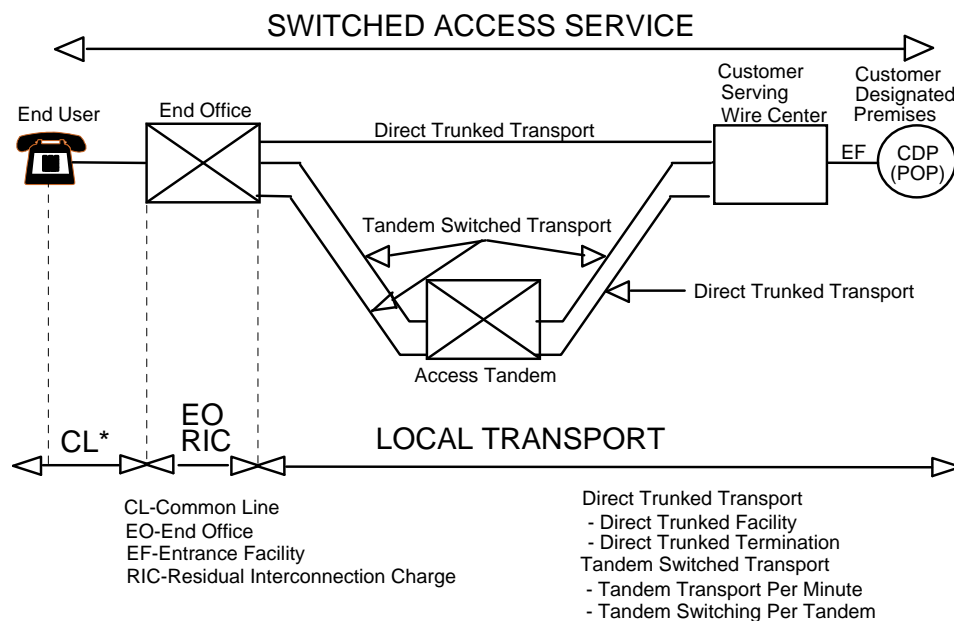 SWITCHED ACCESS SERVICE
End User
End Office
Customer
Serving
Wire Center
Customer
Designated
Premises
Direct Trunked Transport
EF
CDP
(POP)
Tandem Switched Transport
Direct Trunked Transport
Access Tandem
CL*
EO
RIC
LOCAL TRANSPORT
CL-Common Line
EO-End Office
EF-Entrance Facility
RIC-Residual Interconnection Charge
Direct Trunked Transport
- Direct Trunked Facility
- Direct Trunked Termination
Tandem Switched Transport
- Tandem Transport Per Minute
- Tandem Switching Per Tandem